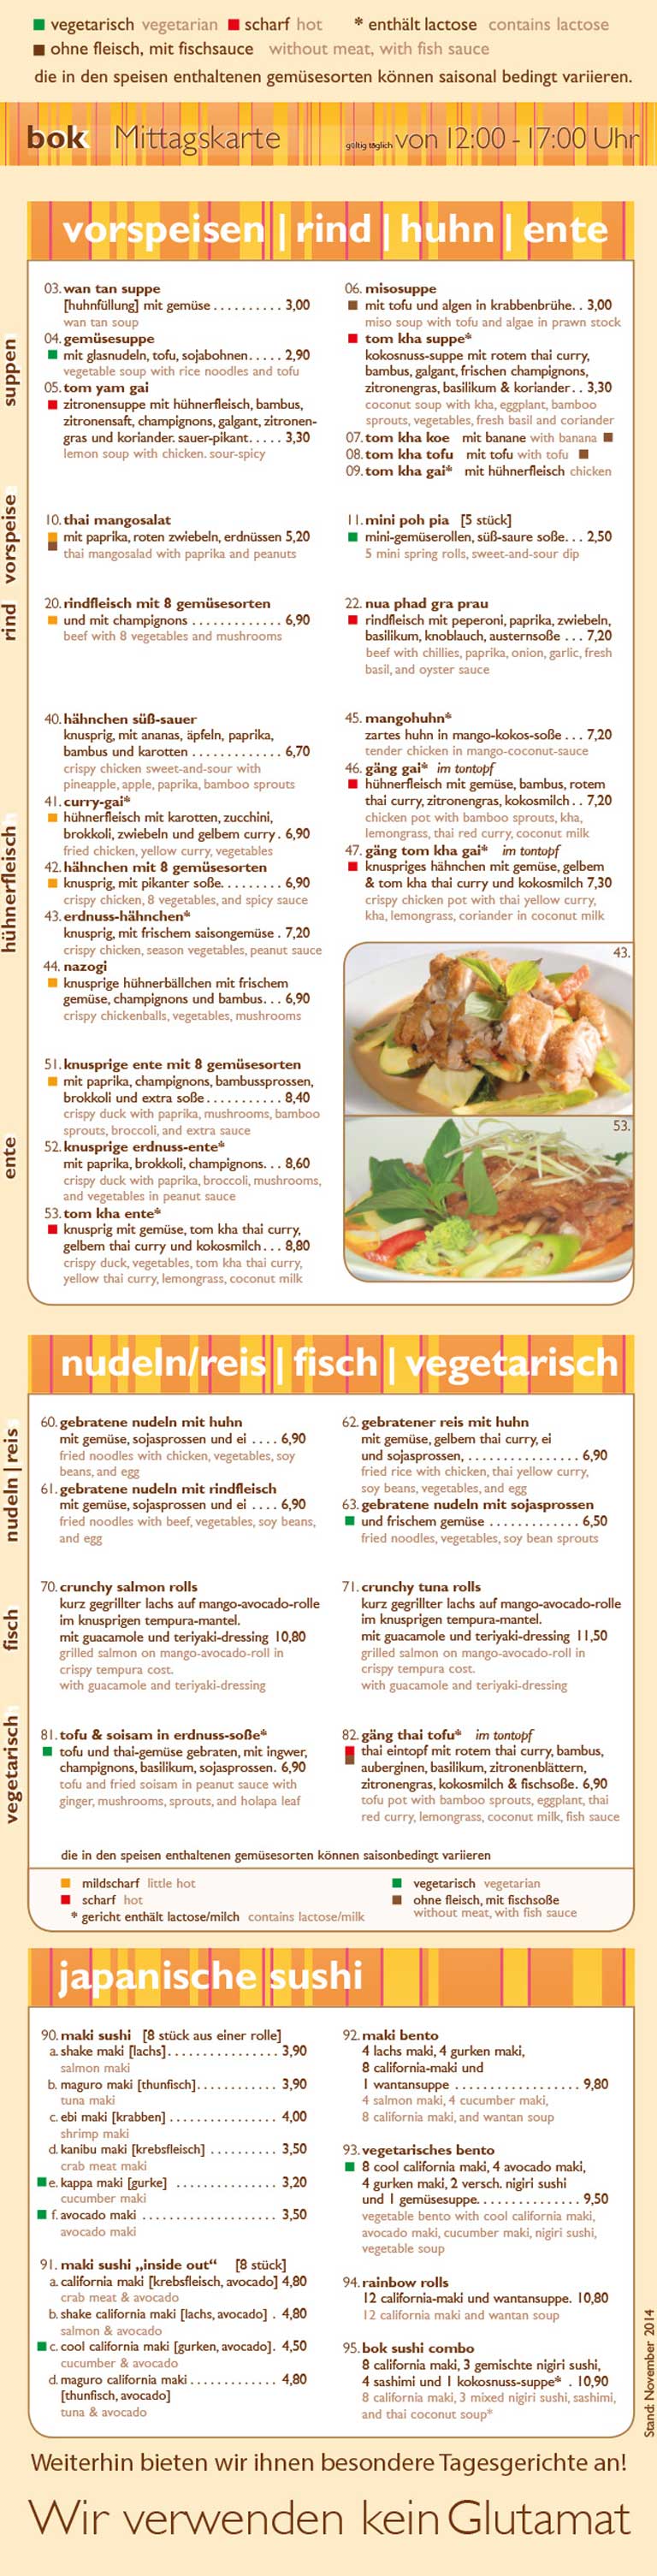 vegetarisch vegetarian scharf hot * enthält lactose contains lactose
ohne fleisch, mit fischsauce without meat, with fish sauce
die in den speisen enthaltenen gemüsesorten können saisonal bedingt variieren.
bok Mittagskarte gültig täglich von 12:00 - 17:00 Uhr
vorspeisen | rind | huhn | ente
suppen
03. wan tan suppe
[huhnfüllung] mit gemüse .......... 3,00
wan tan soup
04. gemüsesuppe
mit glasnudeln, tofu, sojabohnen..... 2,90
vegetable soup with rice noodles and tofu
05. tom yam gai
zitronensuppe mit hühnerfleisch, bambus,
zitronensaft, champignons, galgant, zitronen-
gras und koriander. sauer-pikant..... 3,30
lemon soup with chicken. sour-spicy
06. misosuppe
mit tofu und algen in krabbenbrühe. . 3,00
miso soup with tofu and algae in prawn stock
tom kha suppe*
kokosnuss-suppe mit rotem thai curry,
bambus, galgant, frischen champignons,
zitronengras, basilikum & koriander. . 3,30
coconut soup with kha, eggplant, bamboo
sprouts, vegetables, fresh basil and coriander
07. tom kha koe mit banane with banana
08. tom kha tofu mit tofu with tofu
09. tom kha gai* mit hühnerfleisch chicken
vorspeise
10. thai mangosalat
mit paprika, roten zwiebeln, erdnüssen 5,20
thai mangosalad with paprika and peanuts
11. mini poh pia [5 stück]
mini-gemüserollen, süß-saure soße. . . 2,50
5 mini spring rolls, sweet-and-sour dip
rind
20. rindfleisch mit 8 gemüsesorten
und mit champignons ............. 6,90
beef with 8 vegetables and mushrooms
22. nua phad gra prau
rindfleisch mit peperoni, paprika, zwiebeln,
basilikum, knoblauch, austernsoße ... 7,20
beef with chillies, paprika, onion, garlic, fresh
basil, and oyster sauce
hühnerfleisch
40. hähnchen süß-sauer
knusprig, mit ananas, äpfeln, paprika,
bambus und karotten ............. 6,70
crispy chicken sweet-and-sour with
pineapple, apple, paprika, bamboo sprouts
41. curry-gai*
hühnerfleisch mit karotten, zucchini,
brokkoli, zwiebeln und gelbem curry. 6,90
fried chicken, yellow curry, vegetables
42. hähnchen mit 8 gemüsesorten
knusprig, mit pikanter soße......... 6,90
crispy chicken, 8 vegetables, and spicy sauce
43. erdnuss-hähnchen*
knusprig, mit frischem saisongemüse . 7,20
crispy chicken, season vegetables, peanut sauce
44. nazogi
knusprige hühnerbällchen mit frischem
gemüse, champignons und bambus. . . 6,90
crispy chickenballs, vegetables, mushrooms
45. mangohuhn*
zartes huhn in mango-kokos-soße ... 7,20
tender chicken in mango-coconut-sauce
46. gäng gai* im tontopf
hühnerfleisch mit gemüse, bambus, rotem
thai curry, zitronengras, kokosmilch . . 7,20
chicken pot with bamboo sprouts, kha,
lemongrass, thai red curry, coconut milk
47. gäng tom kha gai* im tontopf
knuspriges hähnchen mit gemüse, gelbem
& tom kha thai curry und kokosmilch 7,30
crispy chicken pot with thai yellow curry,
kha, lemongrass, coriander in coconut milk
43.
53.
ente
51. knusprige ente mit 8 gemüsesorten
mit paprika, champignons, bambussprossen,
brokkoli und extra soße........... 8,40
crispy duck with paprika, mushrooms, bamboo
sprouts, broccoli, and extra sauce
52. knusprige erdnuss-ente*
mit paprika, brokkoli, champignons. . . 8,60
crispy duck with paprika, broccoli, mushrooms,
and vegetables in peanut sauce
53. tom kha ente*
knusprig mit gemüse, tom kha thai curry,
gelbem thai curry und kokosmilch. . . 8,80
crispy duck, vegetables, tom kha thai curry,
yellow thai curry, lemongrass, coconut milk
nudeln/reis | fisch | vegetarisch
nudeln | reis
60. gebratene nudeln mit huhn
mit gemüse, sojasprossen und ei .... 6,90
fried noodles with chicken, vegetables, soy
beans, and egg
61. gebratene nudeln mit rindfleisch
mit gemüse, sojasprossen und ei .... 6,90
fried noodles with beef, vegetables, soy beans,
and egg
62. gebratener reis mit huhn
mit gemüse, gelbem thai curry, ei
und sojasprossen, ................ 6,90
fried rice with chicken, thai yellow curry,
soy beans, vegetables, and egg
63. gebratene nudeln mit sojasprossen
und frischem gemüse ............. 6,50
fried noodles, vegetables, soy bean sprouts
fisch
70. crunchy salmon rolls
kurz gegrillter lachs auf mango-avocado-rolle
im knusprigen tempura-mantel.
mit guacamole und teriyaki-dressing 10,80
grilled salmon on mango-avocado-roll in
crispy tempura cost.
with guacamole and teriyaki-dressing
71. crunchy tuna rolls
kurz gegrillter lachs auf mango-avocado-rolle
im knusprigen tempura-mantel.
mit guacamole und teriyaki-dressing 11,50
grilled salmon on mango-avocado-roll in
crispy tempura cost.
with guacamole and teriyaki-dressing
vegetarisch
81. tofu & soisam in erdnuss-soße*
tofu und thai-gemüse gebraten, mit ingwer,
champignons, basilikum, sojasprossen. 6,90
tofu and fried soisam in peanut sauce with
ginger, mushrooms, sprouts, and holapa leaf
82. gäng thai tofu* im tontopf
thai eintopf mit rotem thai curry, bambus,
auberginen, basilikum, zitronenblättern,
zitronengras, kokosmilch & fischsoße. 6,90
tofu pot with bamboo sprouts, eggplant, thai
red curry, lemongrass, coconut milk, fish sauce
die in den speisen enthaltenen gemüsesorten können saisonbedingt variieren
mildscharf little hot
scharf hot
* gericht enthält lactose/milch contains lactose/milk
vegetarisch vegetarian
ohne fleisch, mit fischsoße
without meat, with fish sauce
japanische sushi
90. maki sushi [8 stück aus einer rolle]
a. shake maki [lachs]................ 3,90
salmon maki
b. maguro maki [thunfisch]............ 3,90
tuna maki
c. ebi maki [krabben] ................ 4,00
shrimp maki
d. kanibu maki [krebsfleisch] .......... 3,50
crab meat maki
e. kappa maki [gurke] ............... 3,20
cucumber maki
f. avocado maki .................... 3,50
avocado maki
91. maki sushi „inside out“ [8 stück]
a. california maki [krebsfleisch, avocado] 4,80
crab meat & avocado
b. shake california maki [lachs, avocado] . 4,80
salmon & avocado
c. cool california maki [gurken, avocado]. 4,50
cucumber & avocado
d. maguro california maki ............. 4,80
[thunfisch, avocado]
tuna & avocado
92. maki bento
4 lachs maki, 4 gurken maki,
8 california-maki und
1 wantansuppe .................. 9,80
4 salmon maki, 4 cucumber maki,
8 california maki, and wantan soup
93. vegetarisches bento
8 cool california maki, 4 avocado maki,
4 gurken maki, 2 versch. nigiri sushi
und 1 gemüsesuppe............... 9,50
vegetable bento with cool california maki,
avocado maki, cucumber maki, nigiri sushi,
vegetable soup
94. rainbow rolls
12 california-maki und wantansuppe. 10,80
12 california maki and wantan soup
95. bok sushi combo
8 california maki, 3 gemischte nigiri sushi,
4 sashimi und 1 kokosnuss-suppe* . 10,90
8 california maki, 3 mixed nigiri sushi, sashimi,
and thai coconut soup*
Stand: November 2014
Weiterhin bieten wir ihnen besondere Tagesgerichte an!
Wir verwenden kein Glutamat